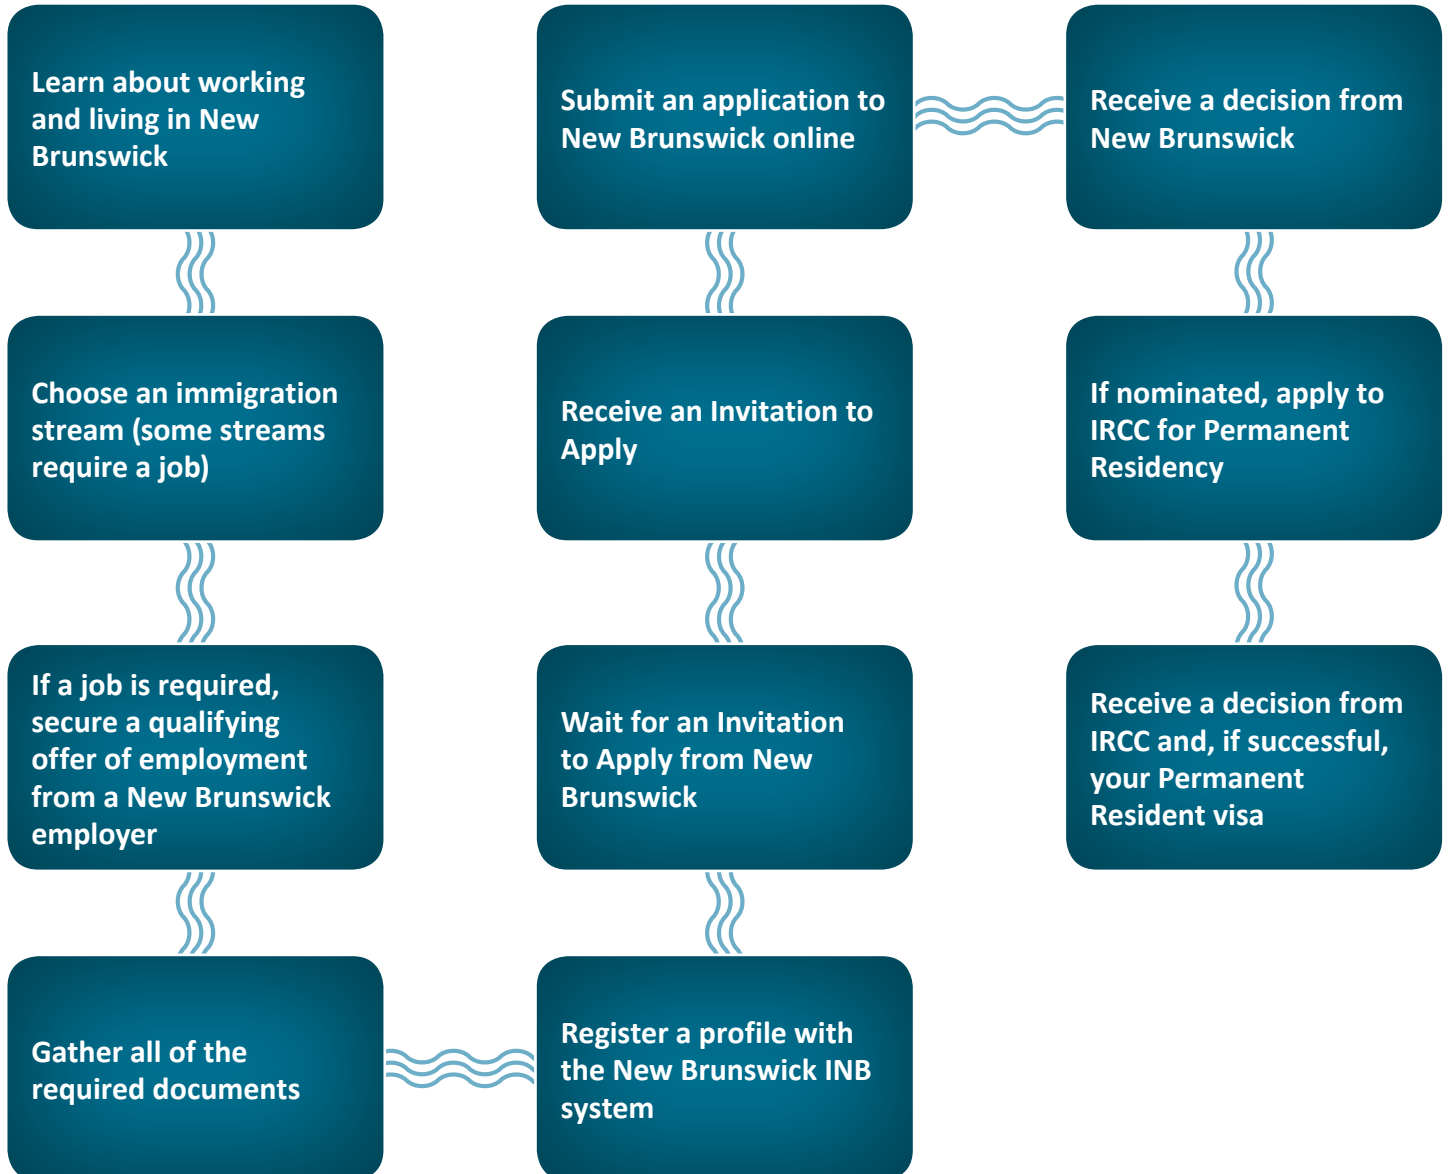 Learn about working
and living in New
Brunswick
Choose an immigration
stream (some streams
require a job)
If a job is required,
secure a qualifying
offer of employment
from a New Brunswick
employer
Gather all of the
required documents
Register a profile with
the New Brunswick INB
system
Wait for an Invitation
to Apply from New
Brunswick
Receive an Invitation to
Apply
Submit an application to
New Brunswick online
Receive a decision from
New Brunswick
If nominated, apply to
IRCC for Permanent
Residency
Receive a decision from
IRCC and, if successful,
your Permanent
Resident visa